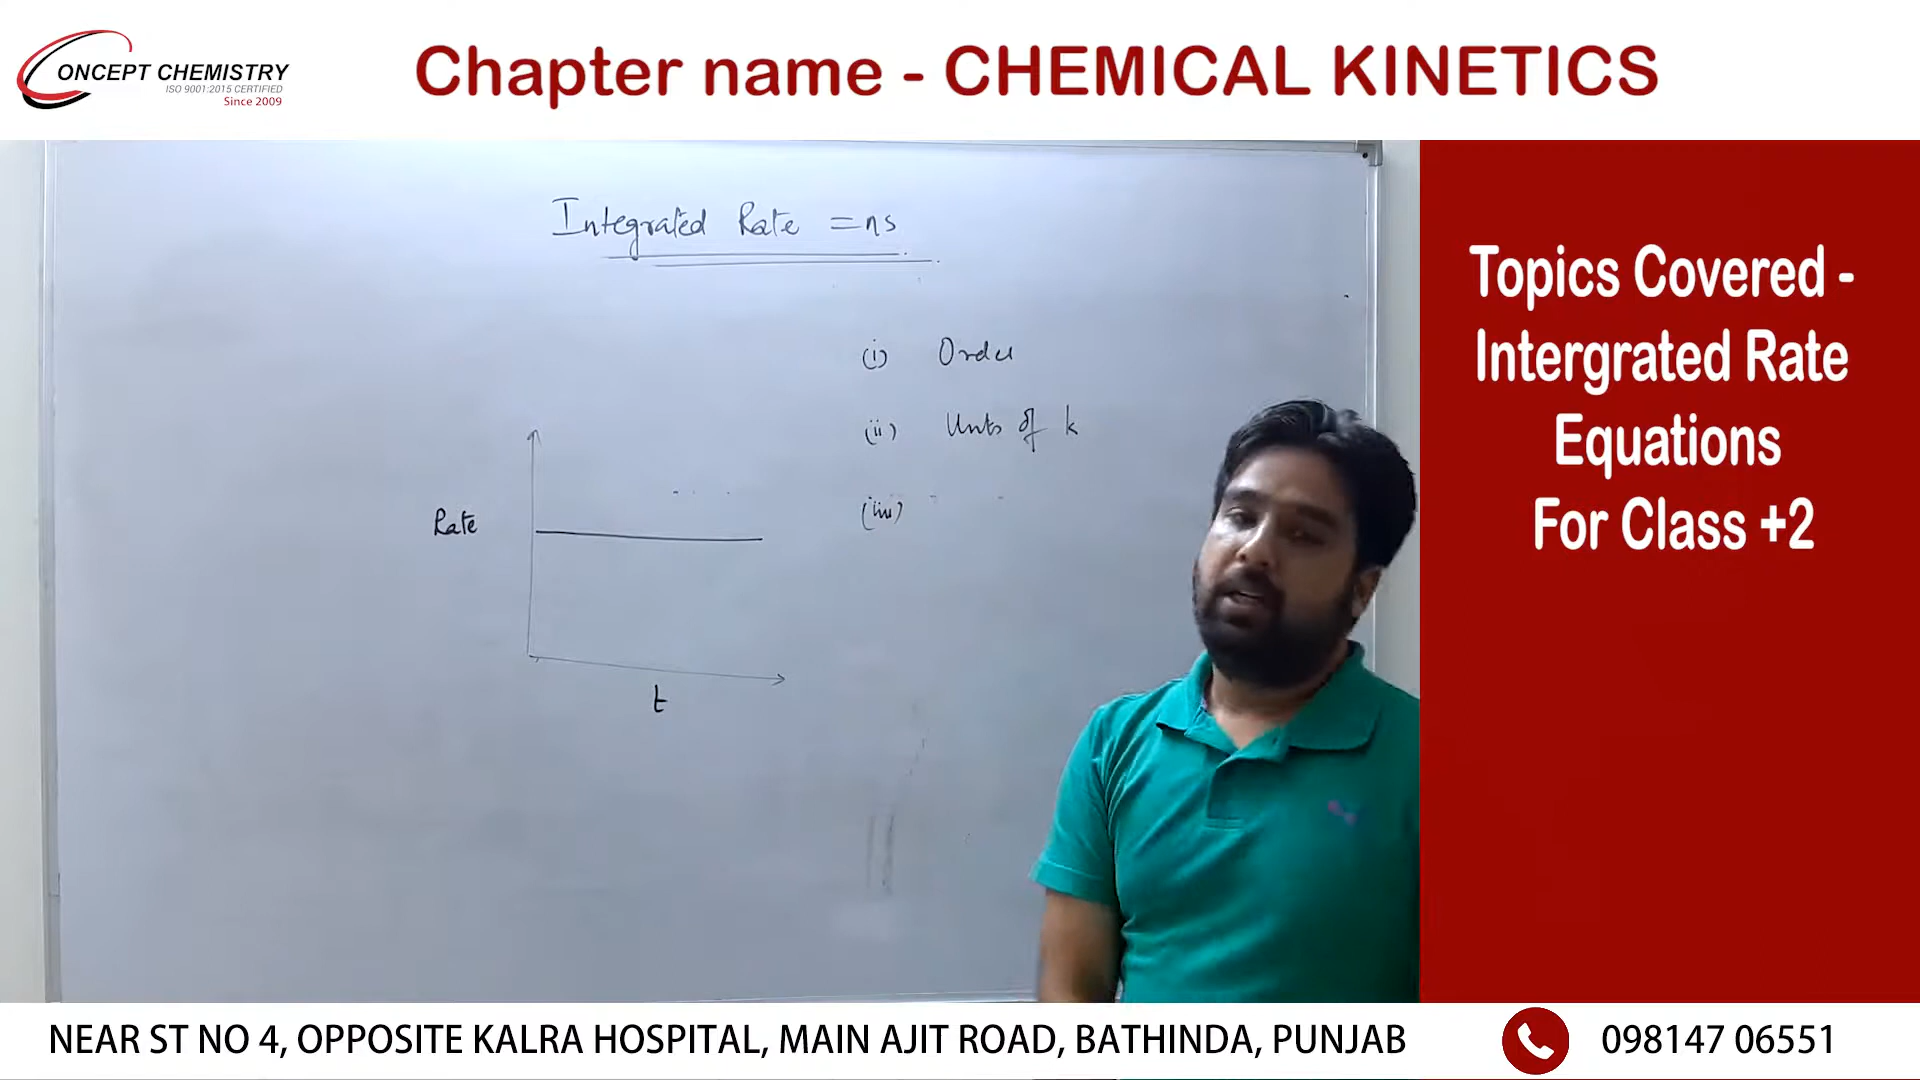 ONCEPT CHEMISTRY
ISO 9001:2015 CERTIFIED
Since 2009
Chapter name - CHEMICAL KINETICS
Integrated Rate =ns
(i) Order
(ii) Units of k
(iii)
Rate
t
Topics Covered -
Intergrated Rate
Equations
For Class +2
NEAR ST NO 4, OPPOSITE KALRA HOSPITAL, MAIN AJIT ROAD, BATHINDA, PUNJAB
098147 06551